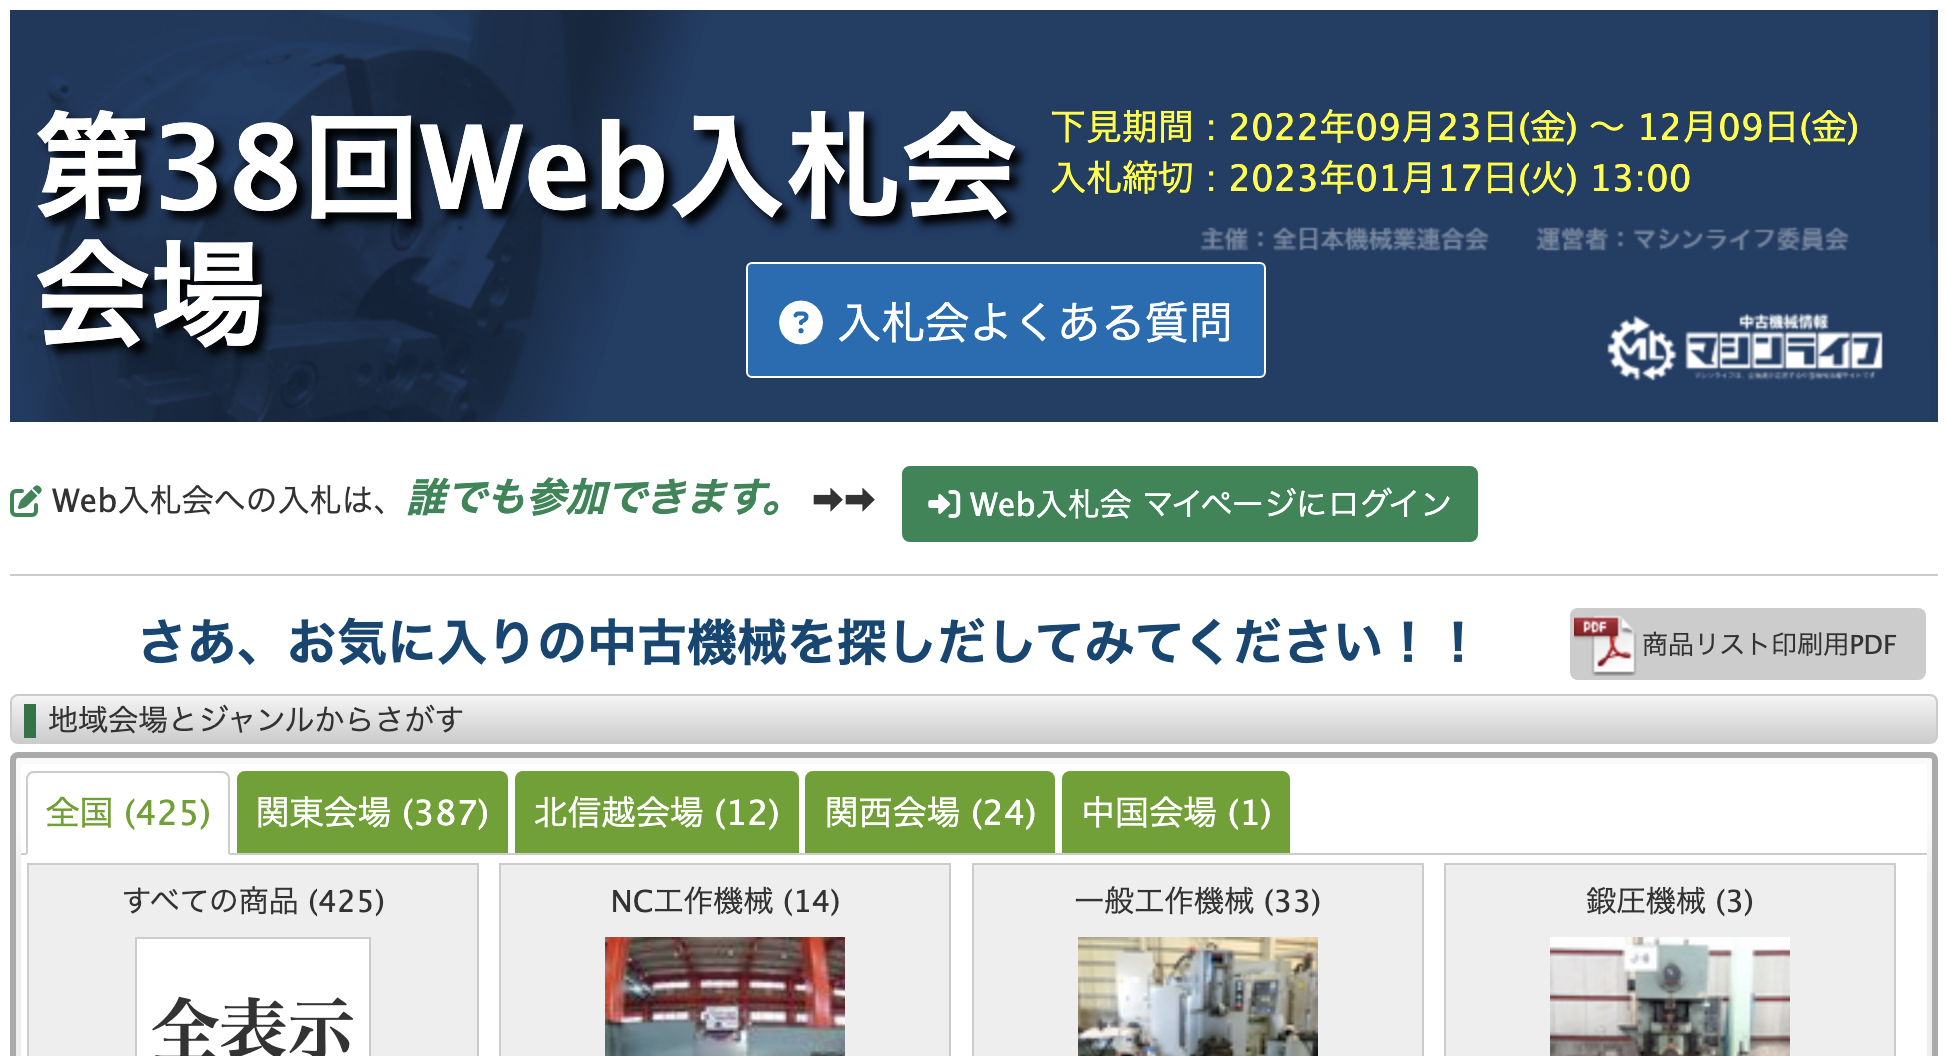 第38回Web入札会
会場
下見期間：2022年09月23日(金) ～ 12月09日(金)
入札締切：2023年01月17日(火) 13:00
主催：全日本機械業連合会　運営者：マシンライフ委員会
入札会よくある質問
中古機械情報
マシンライフ
Web入札会への入札は、誰でも参加できます。
Web入札会 マイページにログイン
さあ、お気に入りの中古機械を探しだしてみてください！！
PDF
商品リスト印刷用PDF
地域会場とジャンルからさがす
全国 (425)
関東会場 (387)
北信越会場 (12)
関西会場 (24)
中国会場 (1)
すべての商品 (425)
NC工作機械 (14)
一般工作機械 (33)
鍛圧機械 (3)
全表示